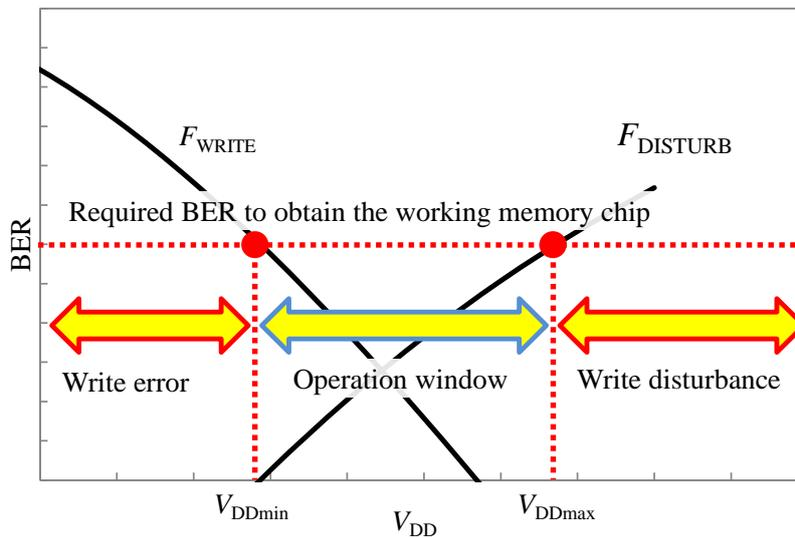 F_WRITE
F_DISTURB
Required BER to obtain the working memory chip
BER
Write error
Operation window
Write disturbance
V_DDmin
V_DD
V_DDmax